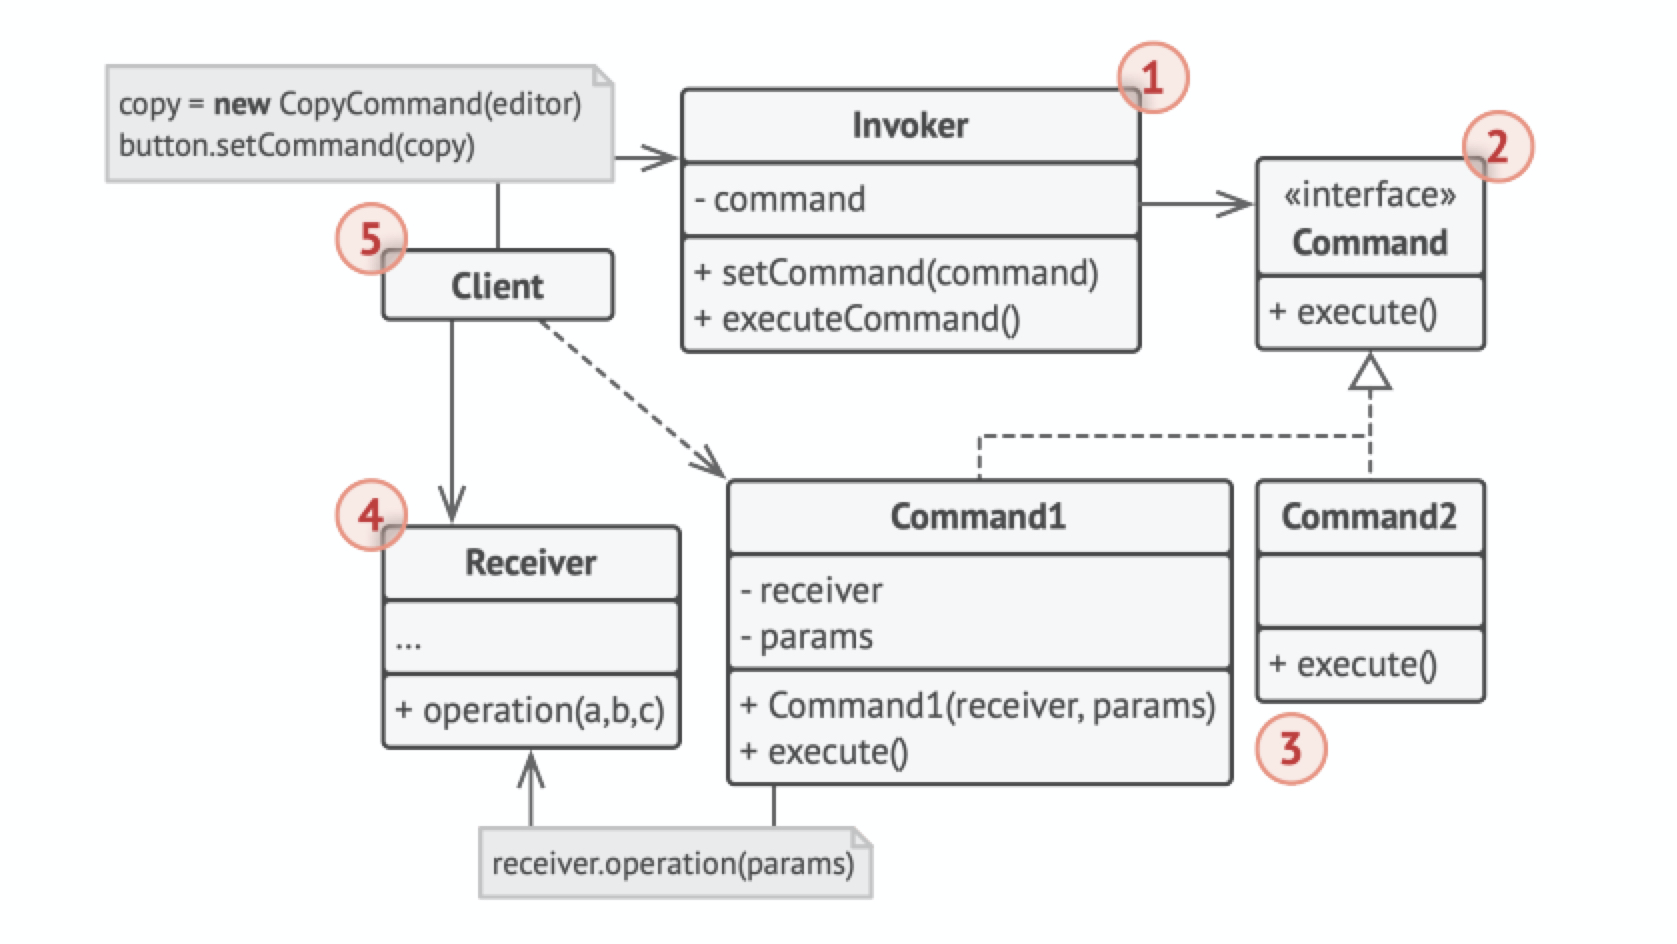 copy = new CopyCommand(editor)
button.setCommand(copy)
1
Invoker
- command
+ setCommand(command)
+ executeCommand()
2
«interface»
Command
+ execute()
5
Client
4
Receiver
...
+ operation(a,b,c)
Command1
- receiver
- params
+ Command1(receiver, params)
+ execute()
Command2
+ execute()
3
receiver.operation(params)